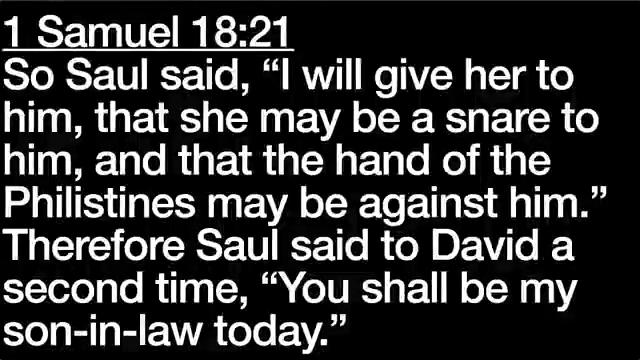 1 Samuel 18:21
So Saul said, “I will give her to
him, that she may be a snare to
him, and that the hand of the
Philistines may be against him.”
Therefore Saul said to David a
second time, “You shall be my
son-in-law today.”